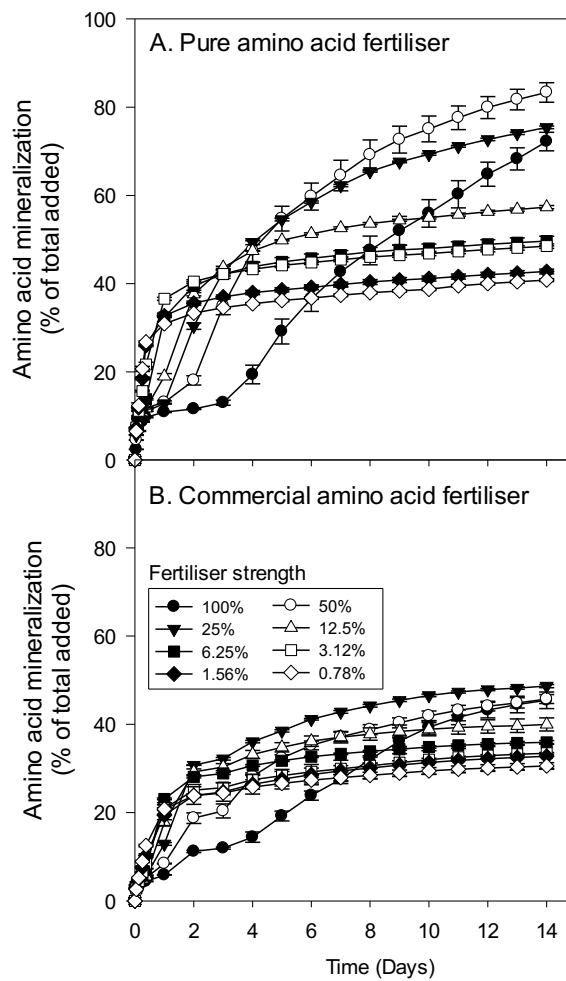 A. Pure amino acid fertiliser
100
80
60
40
20
0
Amino acid mineralization
(% of total added)
B. Commercial amino acid fertiliser
80
60
40
20
0
Amino acid mineralization
(% of total added)
Fertiliser strength
100% 50%
25% 12.5%
6.25% 3.12%
1.56% 0.78%
0 2 4 6 8 10 12 14
Time (Days)